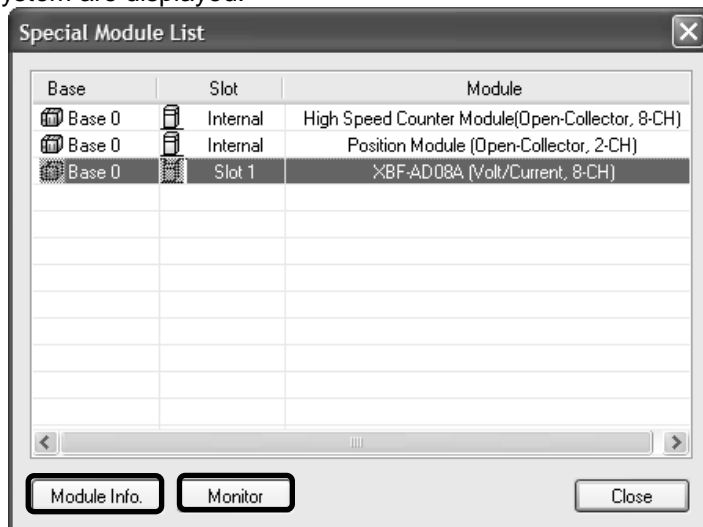 ystem are displayed.
Special Module List
Base Slot Module
Base 0 Internal High Speed Counter Module(Open-Collector, 8-CH)
Base 0 Internal Position Module (Open-Collector, 2-CH)
Base 0 Slot 1 XBF-AD08A (Volt/Current, 8-CH)
Module Info. Monitor Close